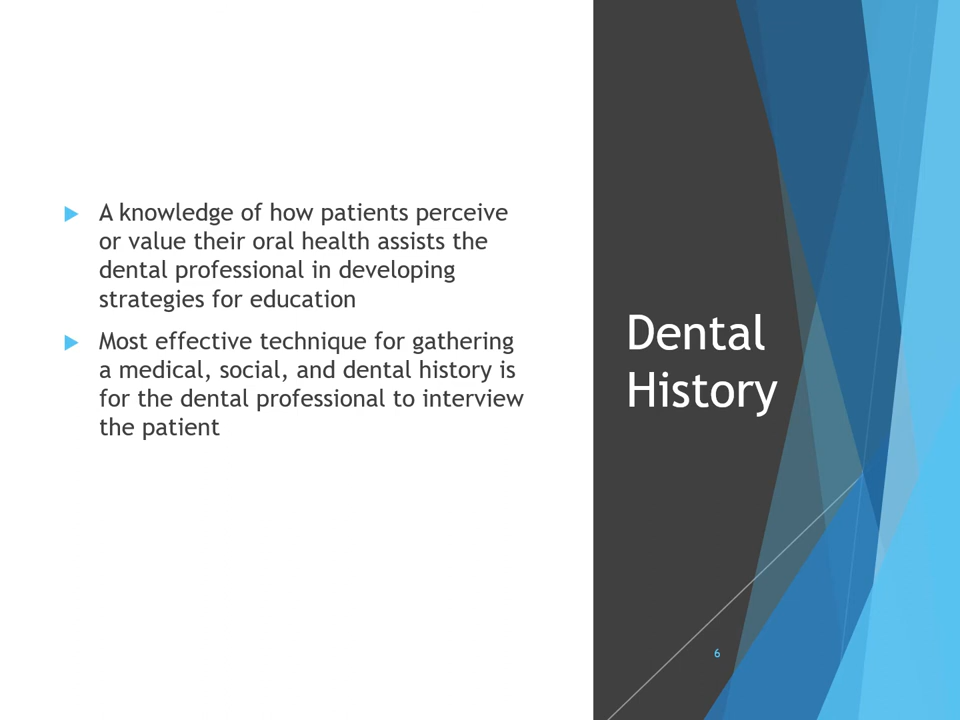 A knowledge of how patients perceive
or value their oral health assists the
dental professional in developing
strategies for education
Most effective technique for gathering
a medical, social, and dental history is
for the dental professional to interview
the patient
Dental
History
6